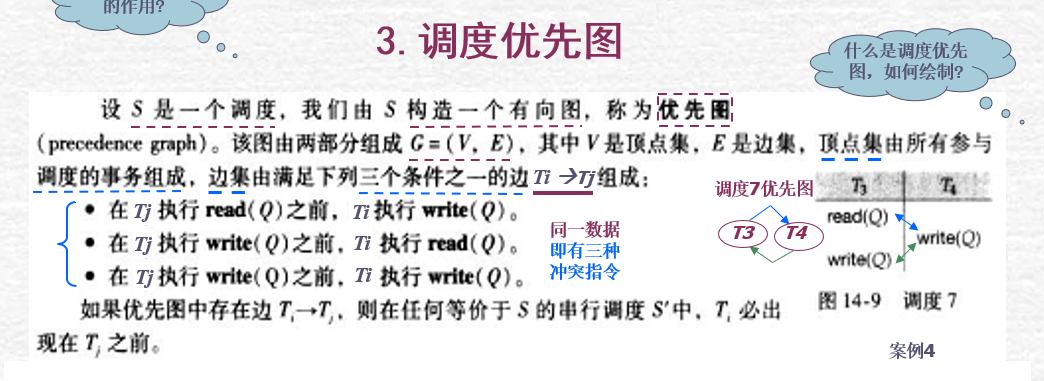 的作用?
3. 调度优先图
什么是调度优先
图，如何绘制?
设 S 是一个调度，我们由 S 构造一个有向图，称为优先图
(precedence graph)。该图由两部分组成 G = (V, E)，其中 V 是顶点集，E 是边集，顶点集由所有参与
调度的事务组成，边集由满足下列三个条件之一的边 Ti →Tj 组成：
• 在 Tj 执行 read(Q)之前，Ti 执行 write(Q)。
• 在 Tj 执行 write(Q)之前，Ti 执行 read(Q)。
• 在 Tj 执行 write(Q)之前，Ti 执行 write(Q)。
同一数据
即有三种
冲突指令
调度7优先图
T3 T4
T₃ T₄
read(Q)
write(Q)
write(Q)
图 14-9 调度 7
如果优先图中存在边 Tᵢ→Tⱼ，则在任何等价于 S 的串行调度 S′中，Tᵢ 必出
现在 Tⱼ 之前。
案例4